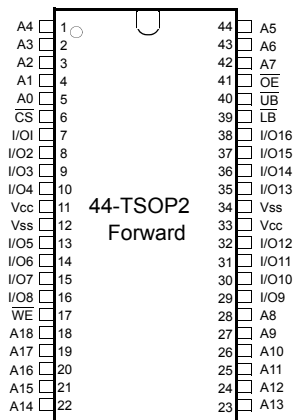 A4 1 44 A5
A3 2 43 A6
A2 3 42 A7
A1 4 41 OE
A0 5 40 UB
CS 6 39 LB
I/OI 7 38 I/O16
I/O2 8 37 I/O15
I/O3 9 36 I/O14
I/O4 10 35 I/O13
Vcc 11 44-TSOP2 34 Vss
Vss 12 Forward 33 Vcc
I/O5 13 32 I/O12
I/O6 14 31 I/O11
I/O7 15 30 I/O10
I/O8 16 29 I/O9
WE 17 28 A8
A18 18 27 A9
A17 19 26 A10
A16 20 25 A11
A15 21 24 A12
A14 22 23 A13